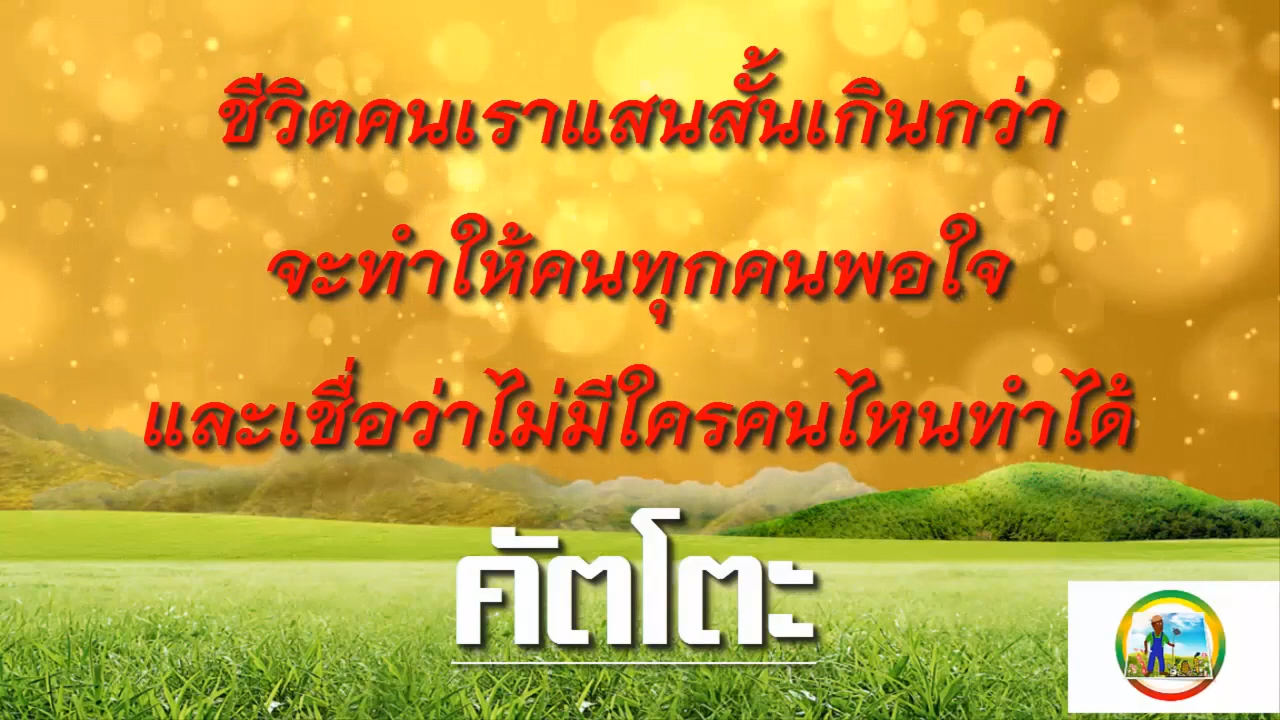 ชีวิตคนเราแสนสั้นเกินกว่า
จะทำให้คนทุกคนพอใจ
และเชื่อว่าไม่มีใครคนไหนทำได้
คัตโตะ